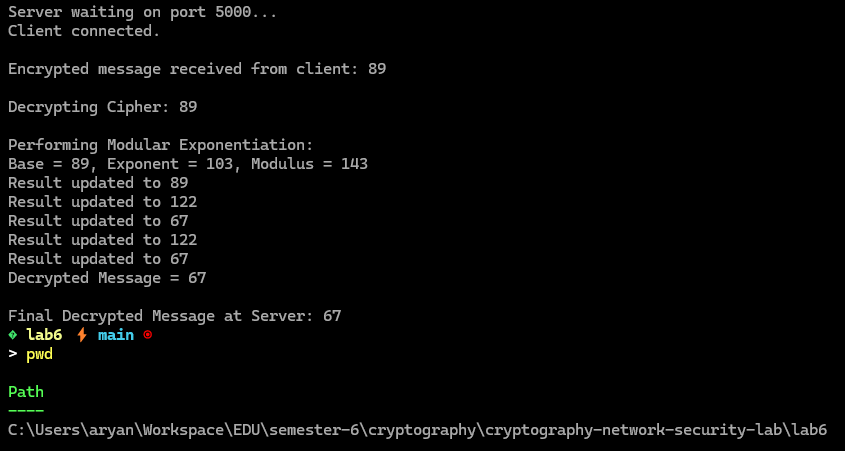 Server waiting on port 5000...
Client connected.
Encrypted message received from client: 89
Decrypting Cipher: 89
Performing Modular Exponentiation:
Base = 89, Exponent = 103, Modulus = 143
Result updated to 89
Result updated to 122
Result updated to 67
Result updated to 122
Result updated to 67
Decrypted Message = 67
Final Decrypted Message at Server: 67
� lab6 ⚡ main ⊙
> pwd
Path
----
C:\Users\aryan\Workspace\EDU\semester-6\cryptography\cryptography-network-security-lab\lab6